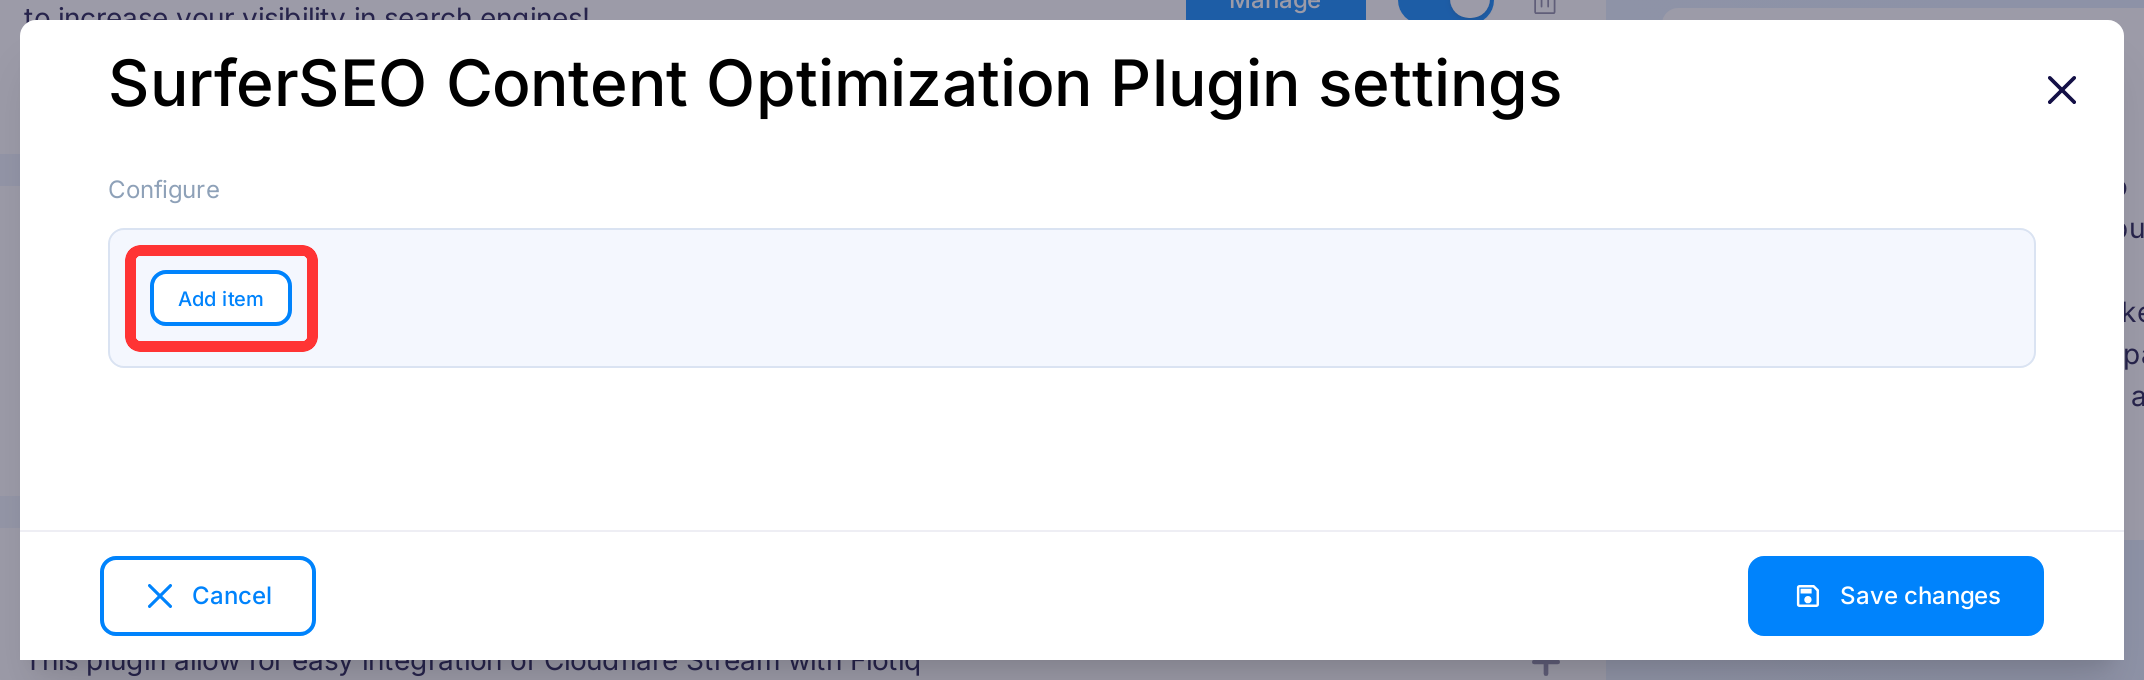 to increase your visibility in search engines!
Manage
SurferSEO Content Optimization Plugin settings
Configure
Add item
Cancel
Save changes
This plugin allow for easy integration of Cloudflare Stream with Flotiq